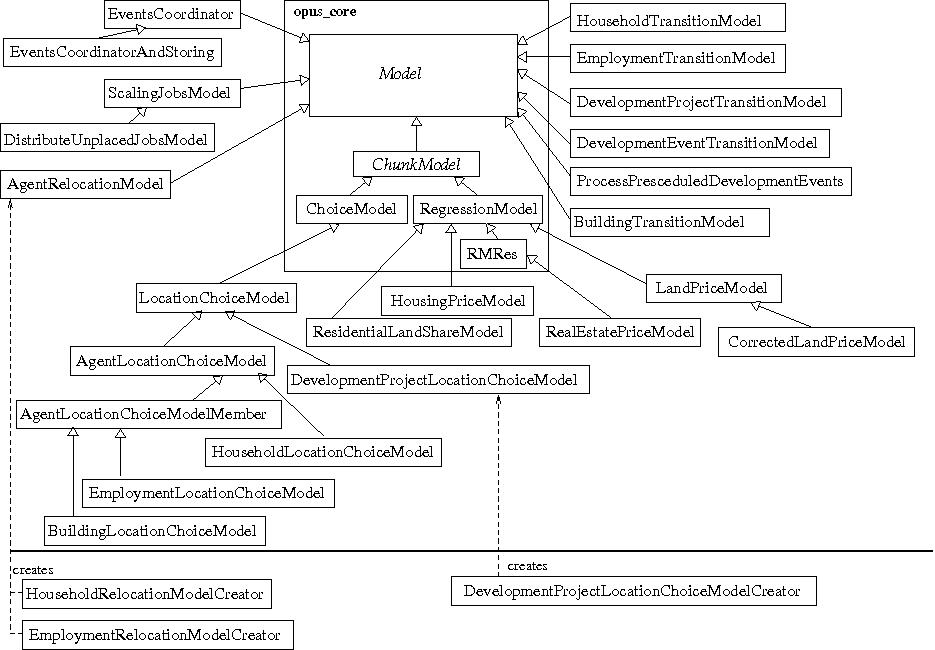 EventsCoordinator
opus_core
HouseholdTransitionModel
EventsCoordinatorAndStoring
EmploymentTransitionModel
Model
ScalingJobsModel
DevelopmentProjectTransitionModel
DistributeUnplacedJobsModel
DevelopmentEventTransitionModel
ChunkModel
AgentRelocationModel
ProcessPresceduledDevelopmentEvents
ChoiceModel
RegressionModel
BuildingTransitionModel
RMRes
LandPriceModel
LocationChoiceModel
HousingPriceModel
ResidentialLandShareModel
RealEstatePriceModel
CorrectedLandPriceModel
AgentLocationChoiceModel
DevelopmentProjectLocationChoiceModel
AgentLocationChoiceModelMember
HouseholdLocationChoiceModel
EmploymentLocationChoiceModel
BuildingLocationChoiceModel
creates
creates
HouseholdRelocationModelCreator
DevelopmentProjectLocationChoiceModelCreator
EmploymentRelocationModelCreator